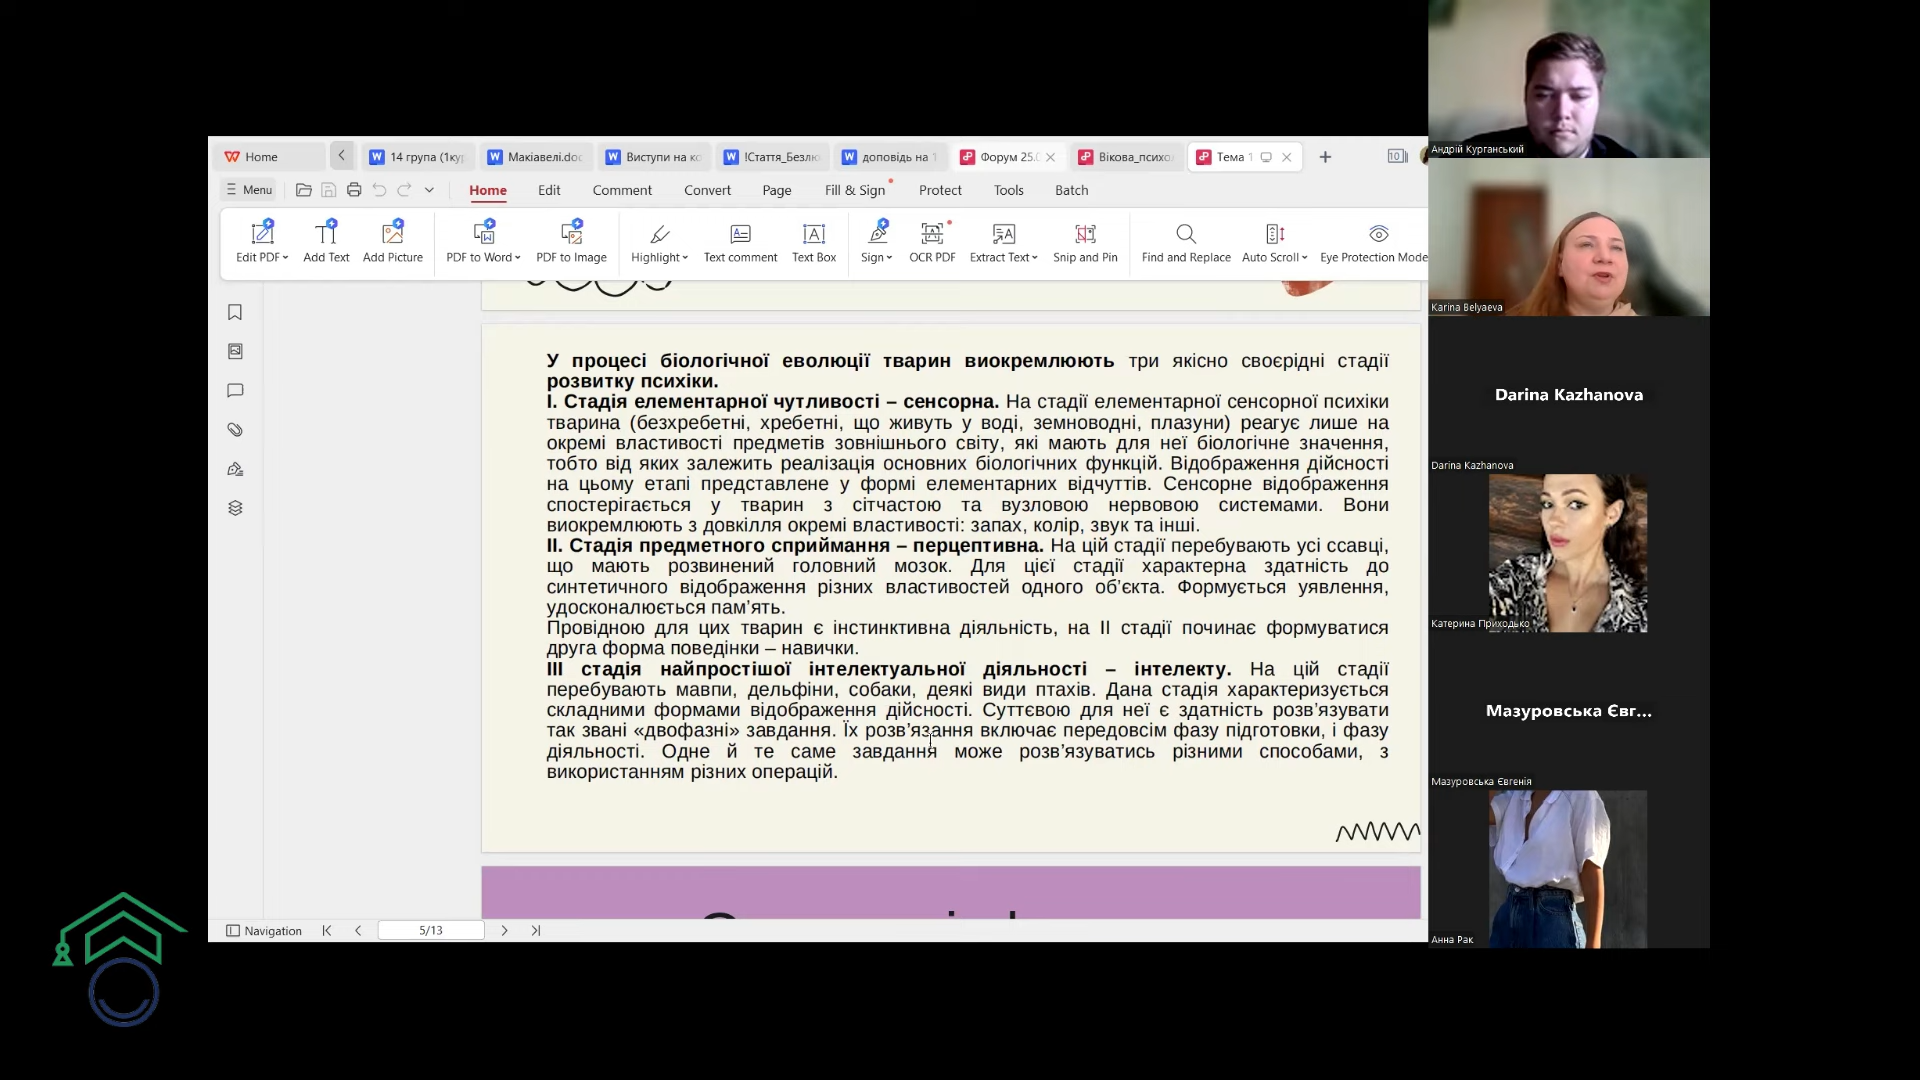 Андрій Курганський
Home
14 група (1ку
Макіавелі.doc
Виступи на ко
!Стаття_Безлю
доповідь на 1
Форум 25.0
Вікова_психо
Тема 1
10
Karina Belyaeva
Menu
Home
Edit
Comment
Convert
Page
Fill & Sign
Protect
Tools
Batch
Edit PDF
Add Text
Add Picture
PDF to Word
PDF to Image
Highlight
Text comment
Text Box
Sign
OCR PDF
Extract Text
Snip and Pin
Find and Replace
Auto Scroll
Eye Protection Mode
У процесі біологічної еволюції тварин виокремлюють три якісно своєрідні стадії
розвитку психіки.
І. Стадія елементарної чутливості – сенсорна. На стадії елементарної сенсорної психіки
тварина (безхребетні, хребетні, що живуть у воді, земноводні, плазуни) реагує лише на
окремі властивості предметів зовнішнього світу, які мають для неї біологічне значення,
тобто від яких залежить реалізація основних біологічних функцій. Відображення дійсності
на цьому етапі представлене у формі елементарних відчуттів. Сенсорне відображення
спостерігається у тварин з сітчастою та вузловою нервовою системами. Вони
виокремлюють з довкілля окремі властивості: запах, колір, звук та інші.
ІІ. Стадія предметного сприймання – перцептивна. На цій стадії перебувають усі ссавці,
що мають розвинений головний мозок. Для цієї стадії характерна здатність до
синтетичного відображення різних властивостей одного об’єкта. Формується уявлення,
удосконалюється пам’ять.
Провідною для цих тварин є інстинктивна діяльність, на ІІ стадії починає формуватися
друга форма поведінки – навички.
ІІІ стадія найпростішої інтелектуальної діяльності – інтелекту. На цій стадії
перебувають мавпи, дельфіни, собаки, деякі види птахів. Дана стадія характеризується
складними формами відображення дійсності. Суттєвою для неї є здатність розв’язувати
так звані «двофазні» завдання. Їх розв’язання включає передовсім фазу підготовки, і фазу
діяльності. Одне й те саме завдання може розв’язуватись різними способами, з
використанням різних операцій.
Navigation
5/13
Darina Kazhanova
Darina Kazhanova
Катерина Приходько
Мазуровська Євг...
Мазуровська Євгенія
Анна Рак